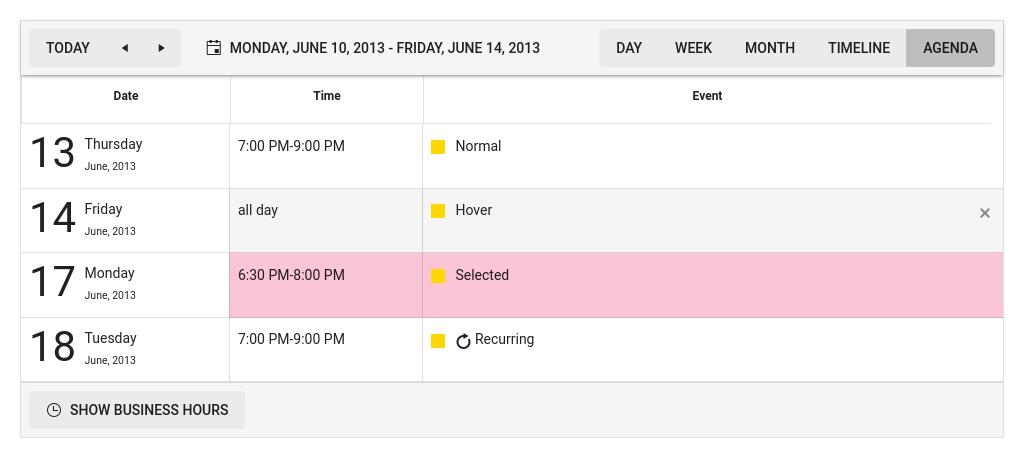 TODAY MONDAY, JUNE 10, 2013 - FRIDAY, JUNE 14, 2013 DAY WEEK MONTH TIMELINE AGENDA
Date Time Event
13 Thursday 7:00 PM-9:00 PM Normal
June, 2013
14 Friday all day Hover
June, 2013
17 Monday 6:30 PM-8:00 PM Selected
June, 2013
18 Tuesday 7:00 PM-9:00 PM Recurring
June, 2013
SHOW BUSINESS HOURS